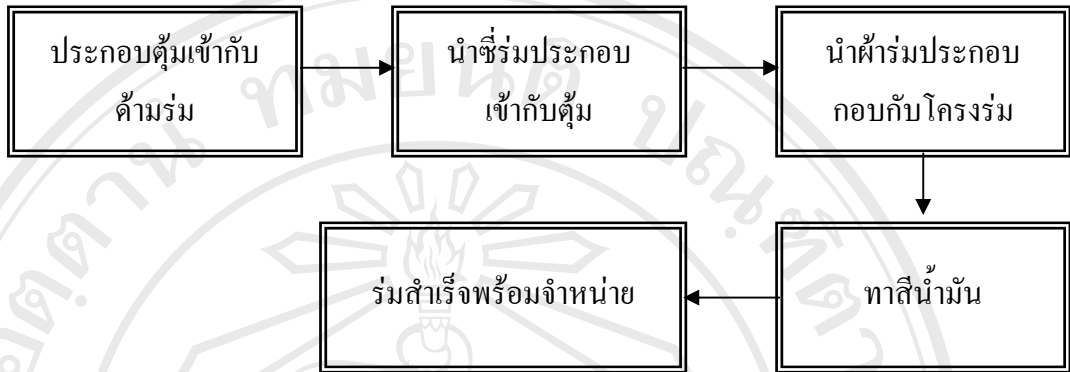 ประกอบตุ้มเข้ากับ
ด้ามร่ม
นำซี่ร่มประกอบ
เข้ากับตุ้ม
นำผ้าร่มประกอบ
กอบกับโครงร่ม
ทาสีน้ำมัน
ร่มสำเร็จพร้อมจำหน่าย